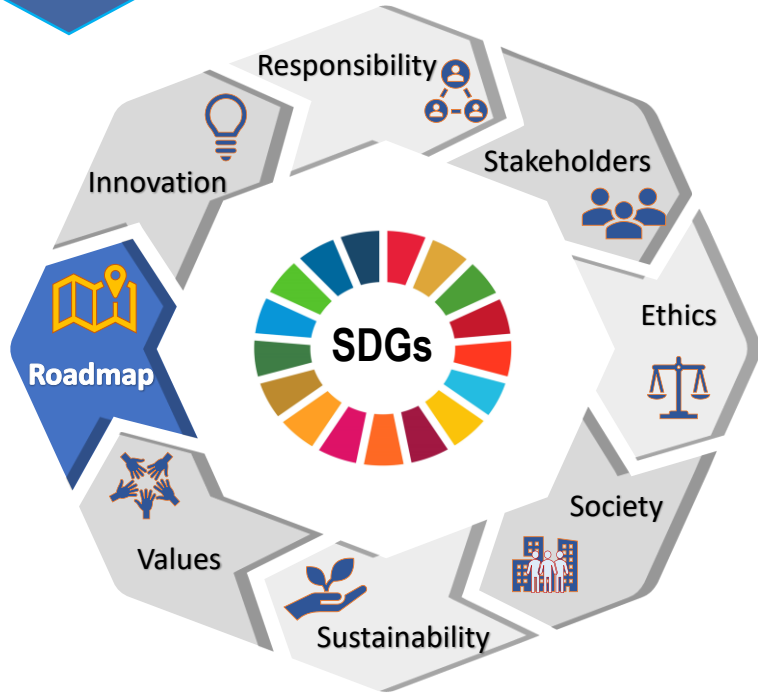 Responsibility
Stakeholders
Innovation
Ethics
SDGs
Roadmap
Society
Values
Sustainability